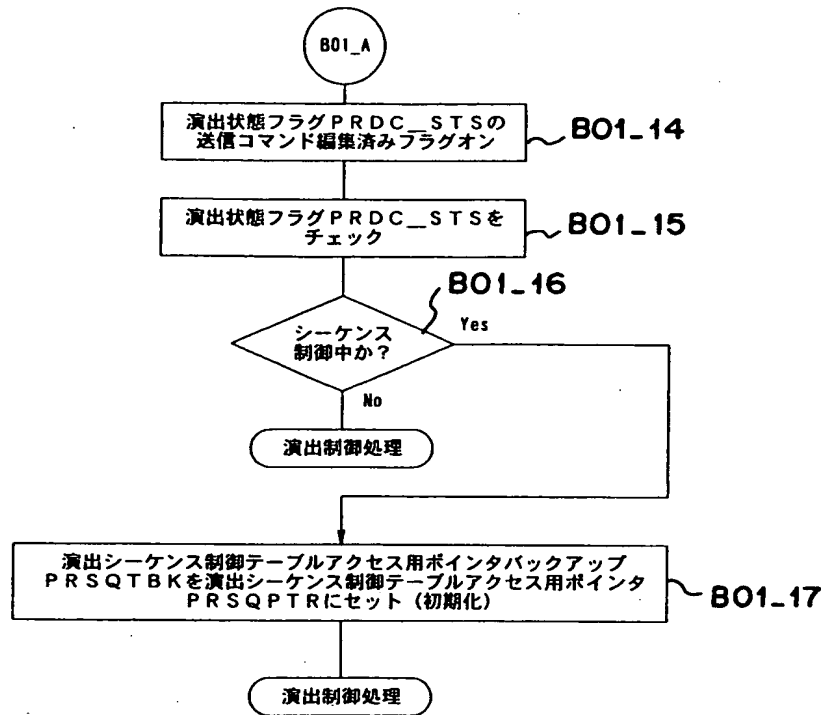 B01_A
演出状態フラグPRDC__STSの
送信コマンド編集済みフラグオン
B01_14
演出状態フラグPRDC__STSを
チェック
B01_15
B01_16
シーケンス
制御中か?
Yes
No
演出制御処理
演出シーケンス制御テーブルアクセス用ポインタバックアップ
PRSQTBKを演出シーケンス制御テーブルアクセス用ポインタ
PRSQPTRにセット(初期化)
B01_17
演出制御処理